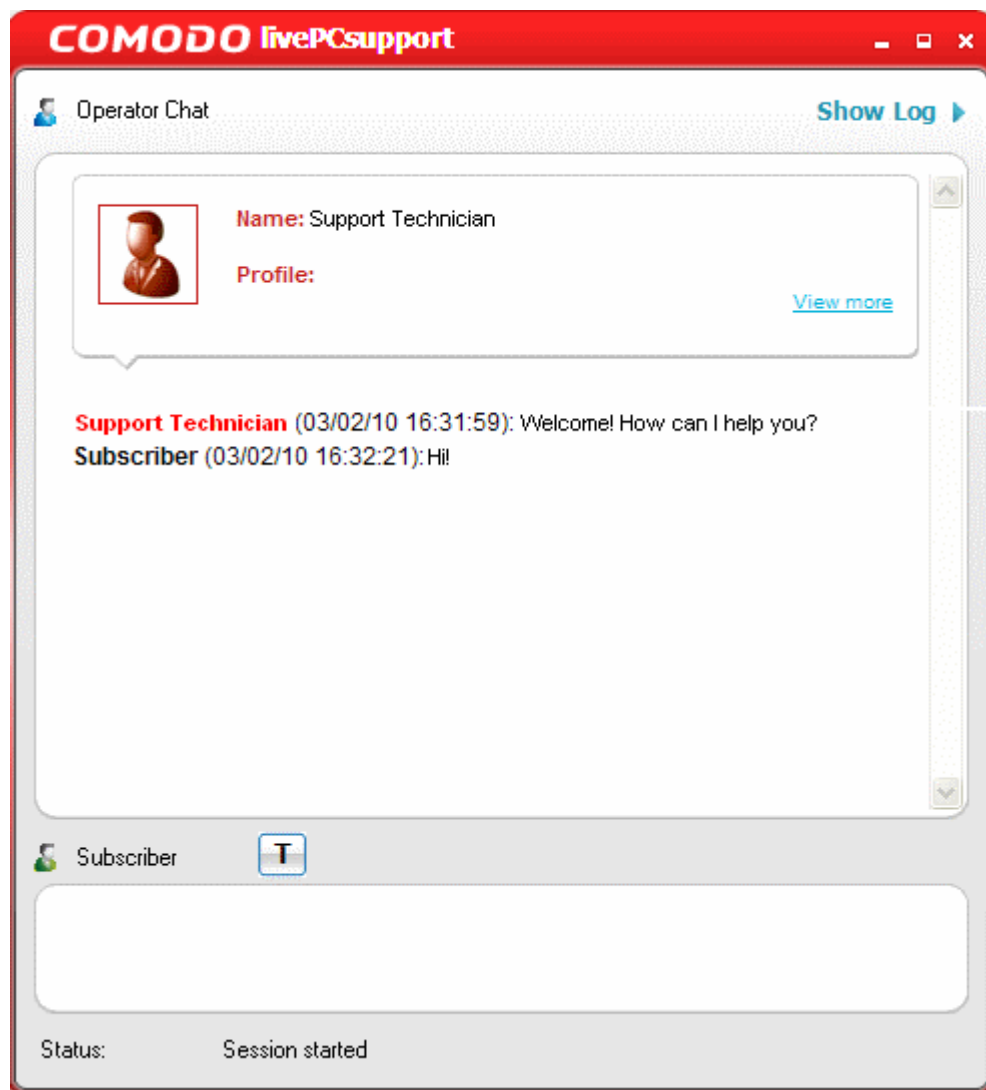 COMODO livePCsupport
Operator Chat
Show Log
Name: Support Technician
Profile:
View more
Support Technician (03/02/10 16:31:59): Welcome! How can I help you?
Subscriber (03/02/10 16:32:21): Hi!
Subscriber
T
Status: Session started